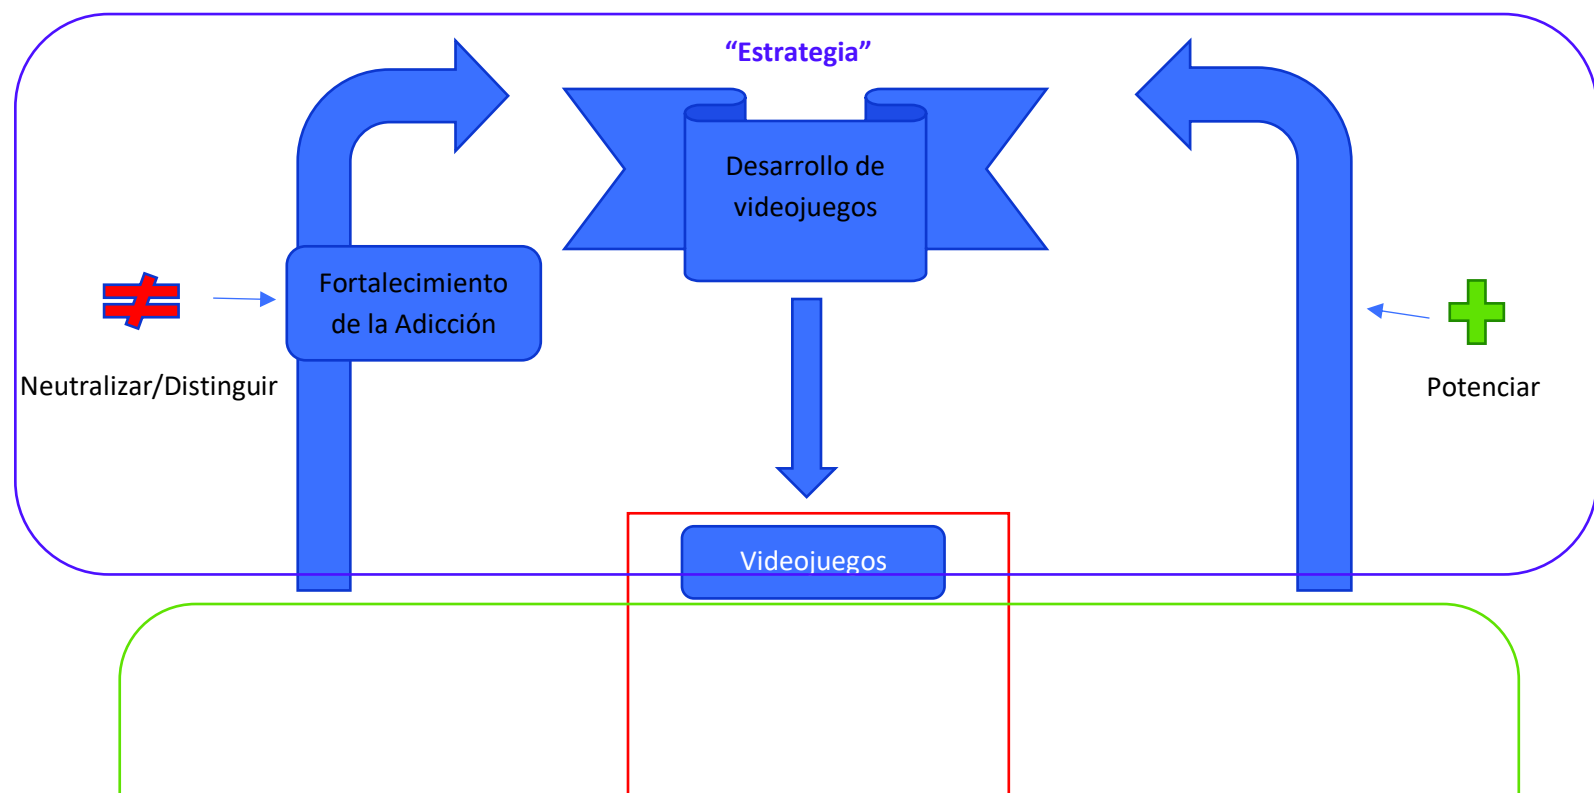 “Estrategia”
Desarrollo de
videojuegos
Fortalecimiento
de la Adicción
Neutralizar/Distinguir
Potenciar
Videojuegos